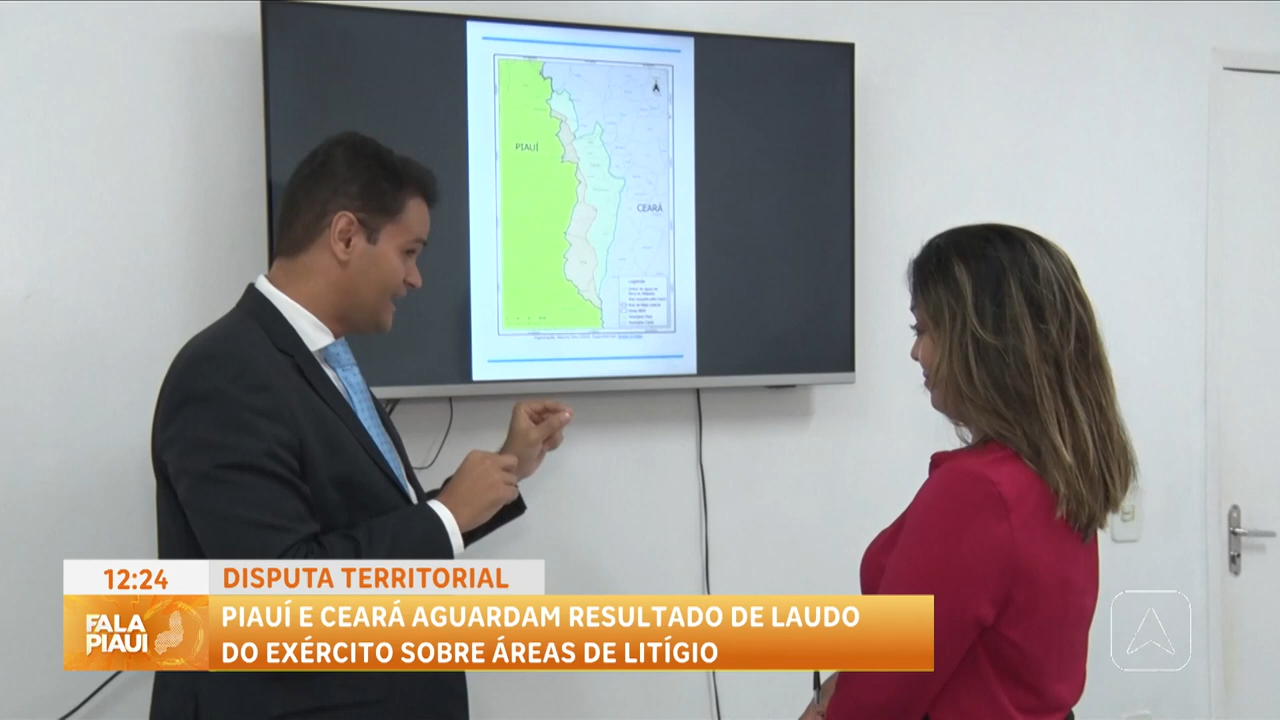 PIAUÍ
CEARÁ
12:24
DISPUTA TERRITORIAL
FALA
PIAUÍ
PIAUÍ E CEARÁ AGUARDAM RESULTADO DE LAUDO
DO EXÉRCITO SOBRE ÁREAS DE LITÍGIO